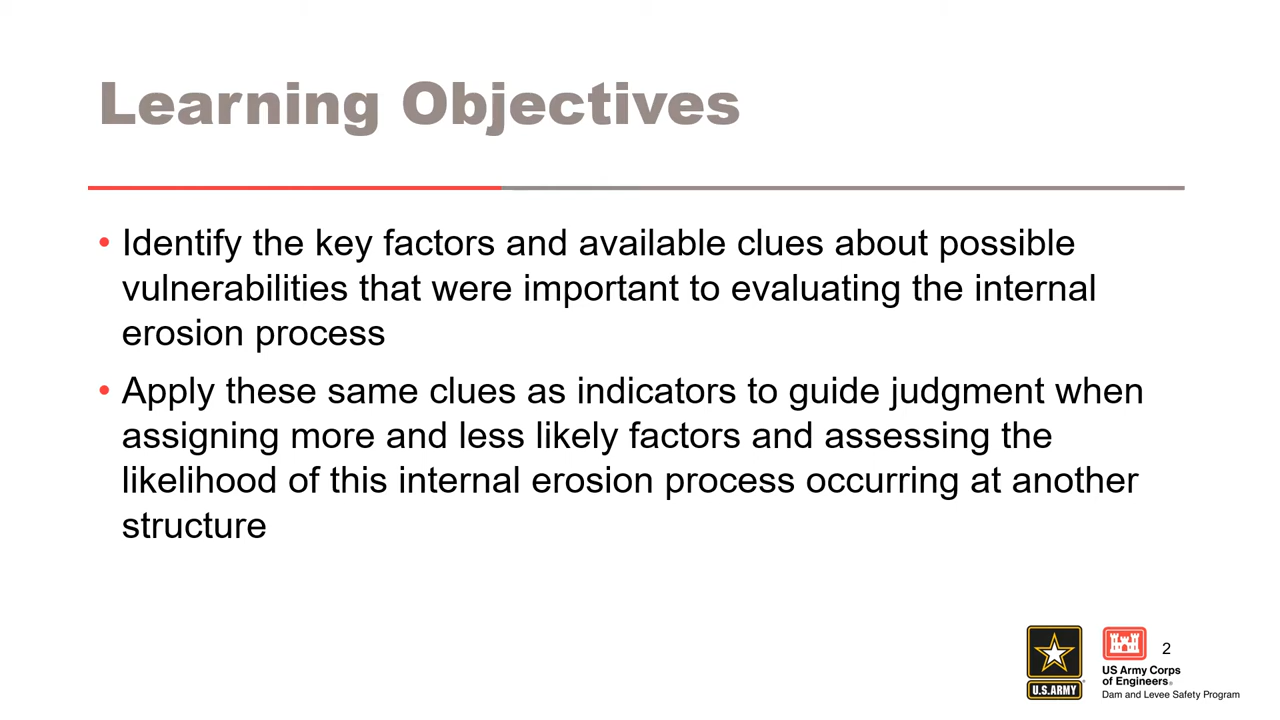 Learning Objectives
• Identify the key factors and available clues about possible
vulnerabilities that were important to evaluating the internal
erosion process
• Apply these same clues as indicators to guide judgment when
assigning more and less likely factors and assessing the
likelihood of this internal erosion process occurring at another
structure
U.S.ARMY
2
US Army Corps
of Engineers®
Dam and Levee Safety Program